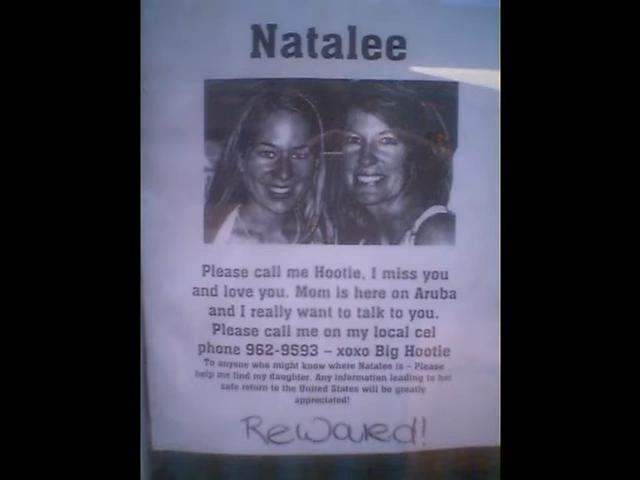 Natalee
Please call me Hootie, I miss you
and love you. Mom is here on Aruba
and I really want to talk to you.
Please call me on my local cel
phone 962-9593 – xoxo Big Hootie
To anyone who might know where Natalee is – Please
help me find my daughter. Any information leading to her
safe return to the United States will be greatly
appreciated!
Reward!